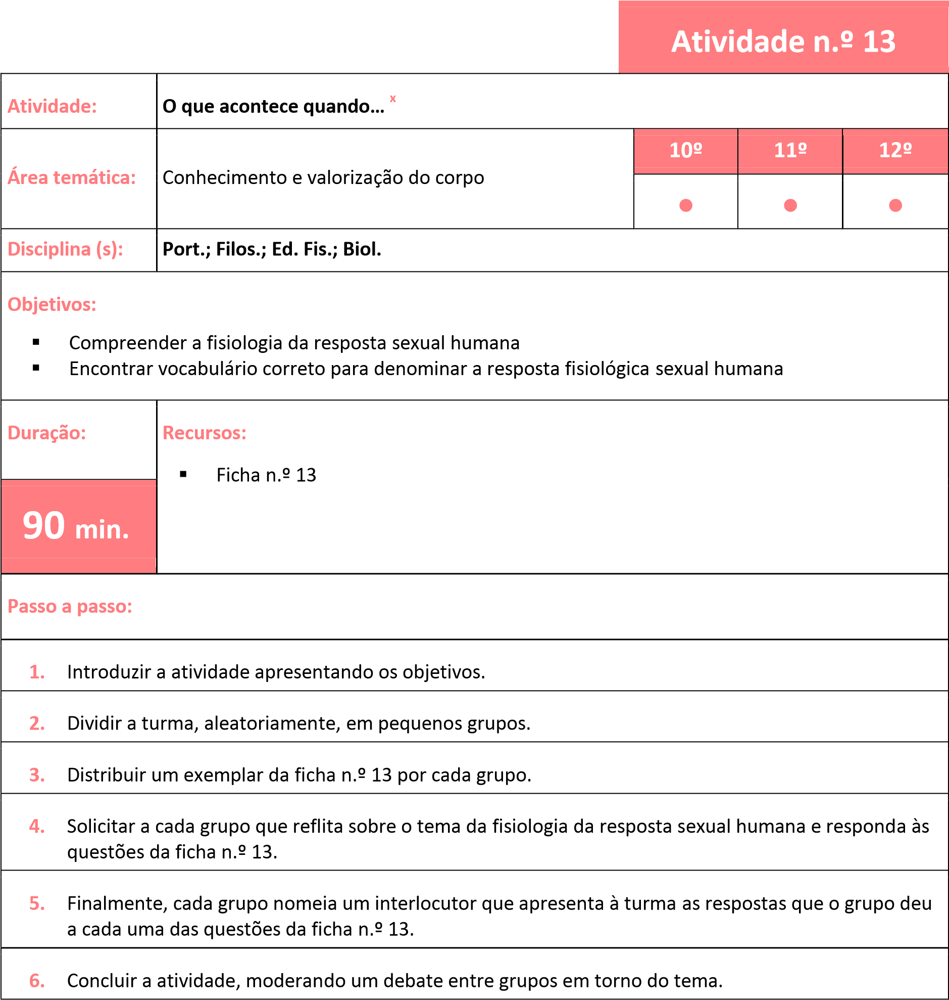 Atividade n.º 13
Atividade:
O que acontece quando... x
Área temática:
Conhecimento e valorização do corpo
10º
11º
12º
Disciplina (s):
Port.; Filos.; Ed. Fis.; Biol.
Objetivos:
▪ Compreender a fisiologia da resposta sexual humana
▪ Encontrar vocabulário correto para denominar a resposta fisiológica sexual humana
Duração:
90 min.
Recursos:
▪ Ficha n.º 13
Passo a passo:
1. Introduzir a atividade apresentando os objetivos.
2. Dividir a turma, aleatoriamente, em pequenos grupos.
3. Distribuir um exemplar da ficha n.º 13 por cada grupo.
4. Solicitar a cada grupo que reflita sobre o tema da fisiologia da resposta sexual humana e responda às
questões da ficha n.º 13.
5. Finalmente, cada grupo nomeia um interlocutor que apresenta à turma as respostas que o grupo deu
a cada uma das questões da ficha n.º 13.
6. Concluir a atividade, moderando um debate entre grupos em torno do tema.